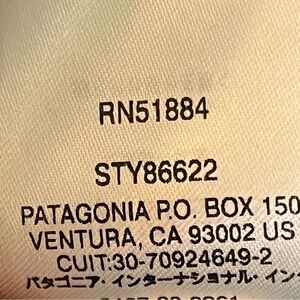 RN51884
STY86622
PATAGONIA P.O. BOX 150
VENTURA, CA 93002 US
CUIT:30-70924649-2
パタゴニア・インターナショナル・イン